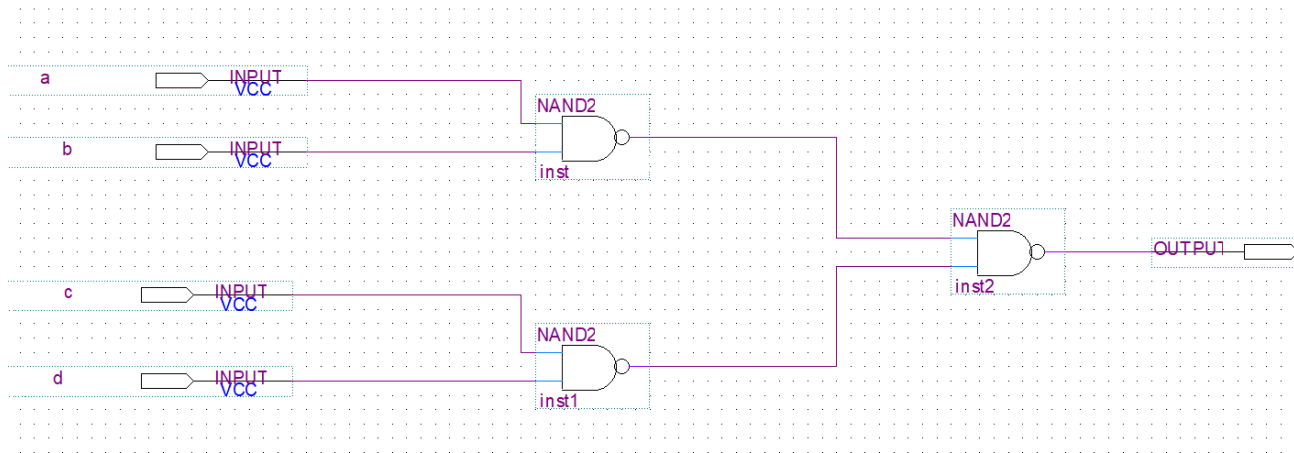 a
INPUT
VCC
NAND2
b
INPUT
VCC
inst
NAND2
OUTPUT
c
INPUT
VCC
inst2
NAND2
d
INPUT
VCC
inst1